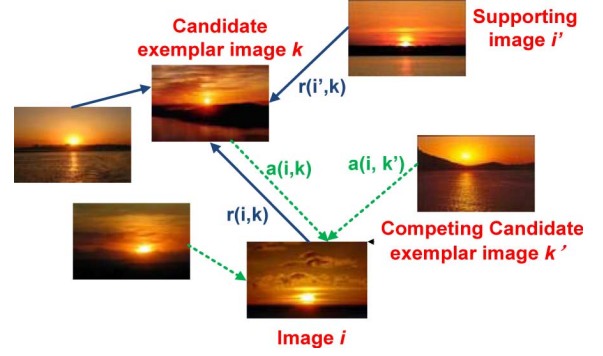 Candidate
exemplar image k
Supporting
image i'
r(i',k)
a(i,k)
a(i, k')
r(i,k)
Competing Candidate
exemplar image k'
Image i